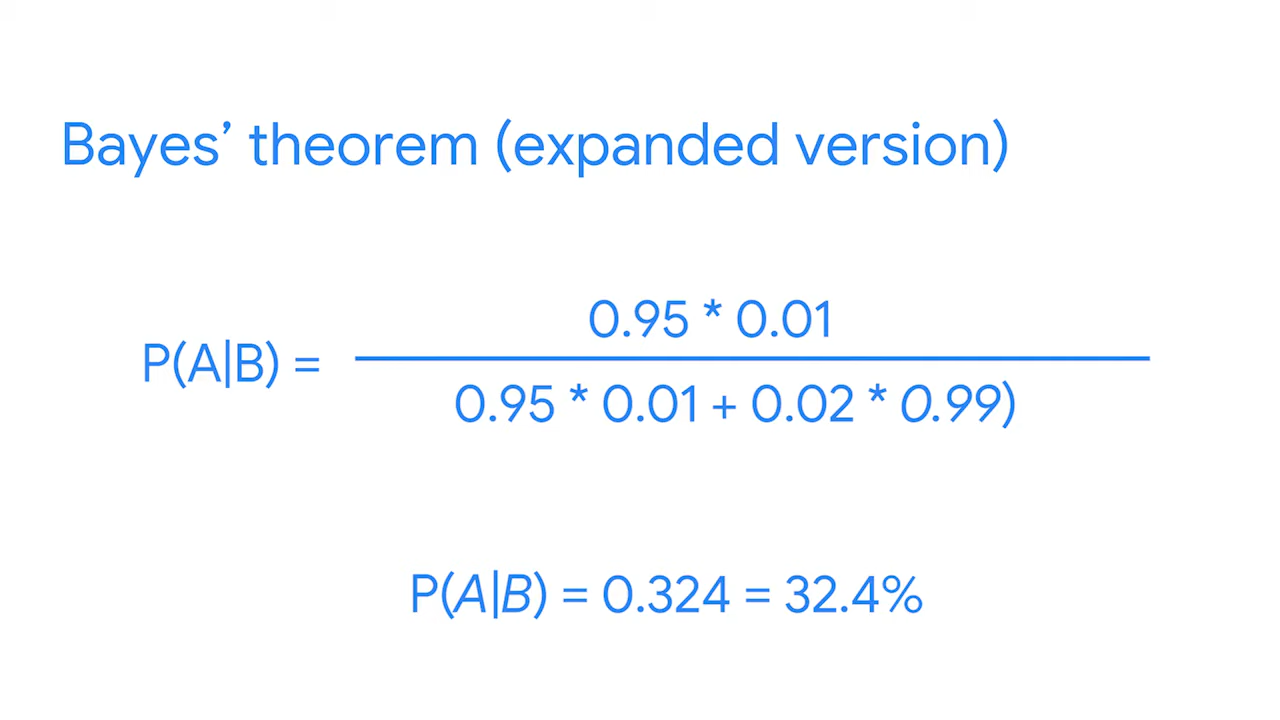 Bayes’ theorem (expanded version)
0.95 * 0.01
P(A|B) =
0.95 * 0.01 + 0.02 * 0.99)
P(A|B) = 0.324 = 32.4%